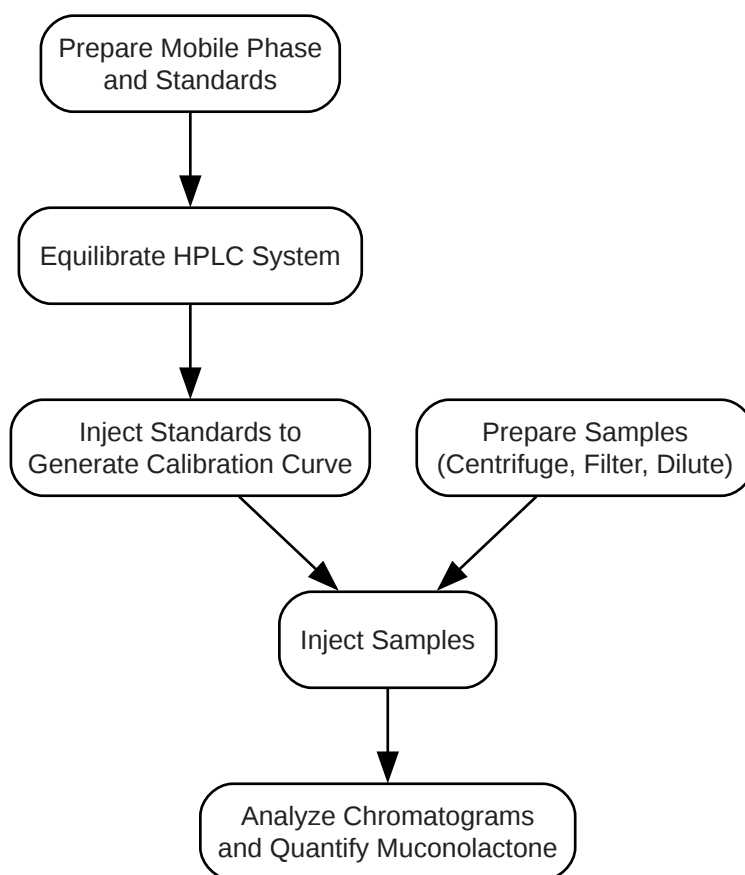 Prepare Mobile Phase
and Standards
Equilibrate HPLC System
Inject Standards to
Generate Calibration Curve
Prepare Samples
(Centrifuge, Filter, Dilute)
Inject Samples
Analyze Chromatograms
and Quantify Muconolactone